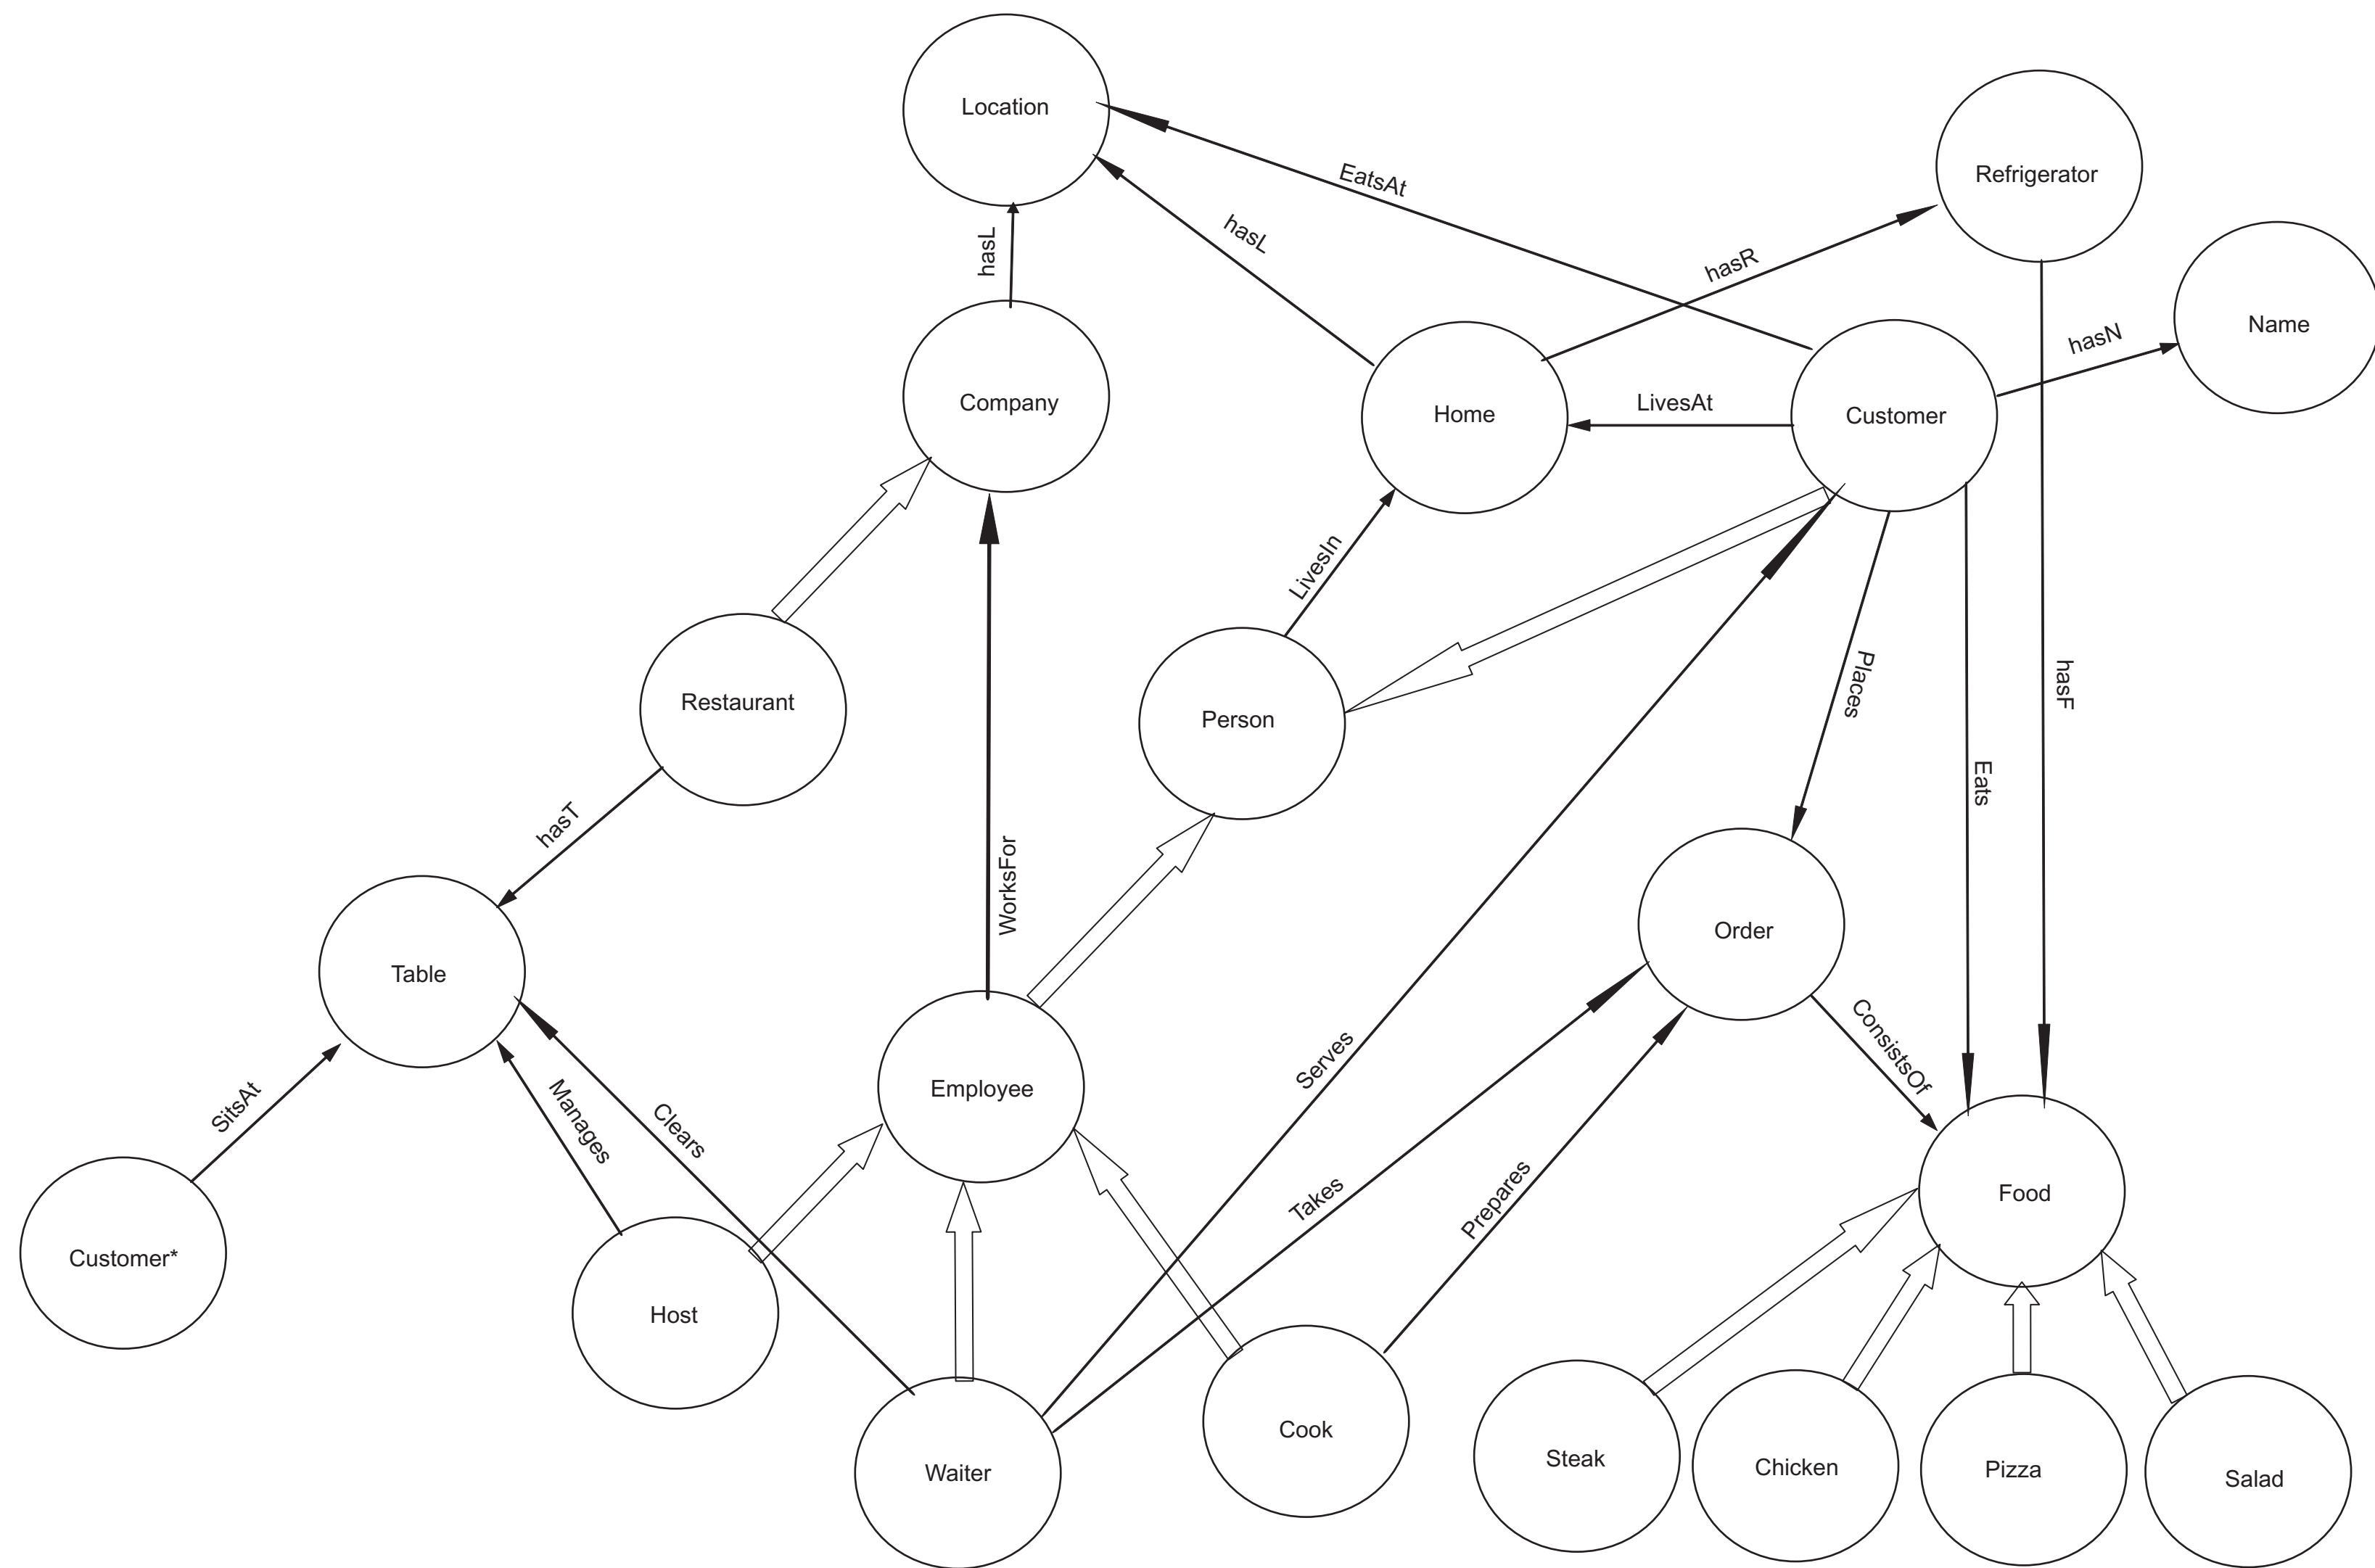 Location
Refrigerator
EatsAt
hasL
hasL
hasR
Name
hasN
Company
Home
LivesAt
Customer
LivesIn
Restaurant
Person
Places
hasF
Eats
hasT
WorksFor
Order
Table
ConsistsOf
Employee
Serves
SitsAt
Manages
Clears
Takes
Prepares
Food
Customer*
Host
Waiter
Cook
Steak
Chicken
Pizza
Salad